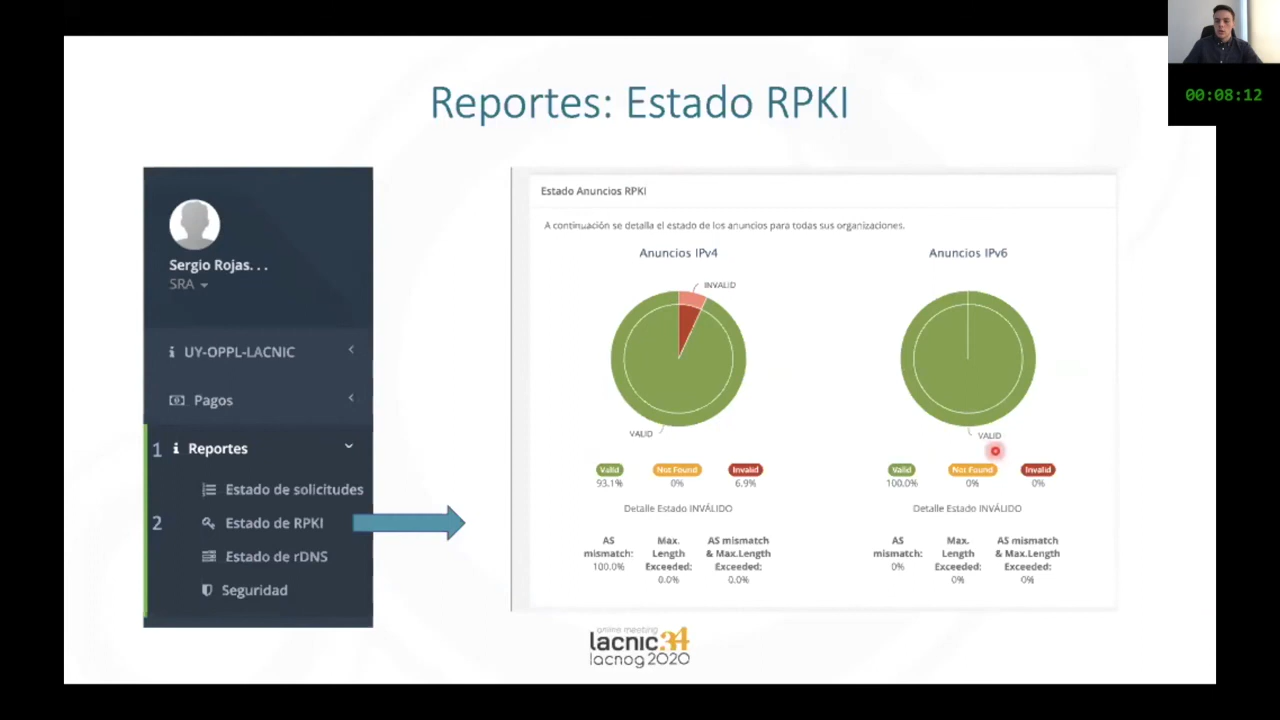 00:08:12
Reportes: Estado RPKI
Sergio Rojas. . .
SRA
UY-OPPL-LACNIC
Pagos
1 Reportes
Estado de solicitudes
2 Estado de RPKI
Estado de rDNS
Seguridad
Estado Anuncios RPKI
A continuación se detalla el estado de los anuncios para todas sus organizaciones.
Anuncios IPv4
INVALID
VALID
Valid Not Found Invalid
93.1% 0% 6.9%
Detalle Estado INVÁLIDO
AS Max. AS mismatch
mismatch: Length & Max.Length
100.0% Exceeded: Exceeded:
0.0% 0.0%
Anuncios IPv6
VALID
Valid Not Found Invalid
100.0% 0% 0%
Detalle Estado INVÁLIDO
AS Max. AS mismatch
mismatch: Length & Max.Length
0% Exceeded: Exceeded:
0% 0%
online meeting
lacnic34
lacnog2020